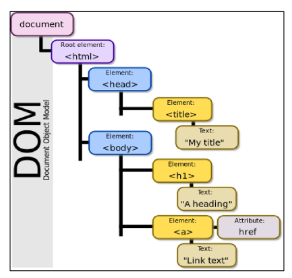 document
Root element:
<html>
Element:
<head>
Element:
<title>
Text:
"My title"
Element:
<body>
Element:
<h1>
Text:
"A heading"
Element:
<a>
Attribute:
href
Text:
"Link text"
DOM
Document Object Model